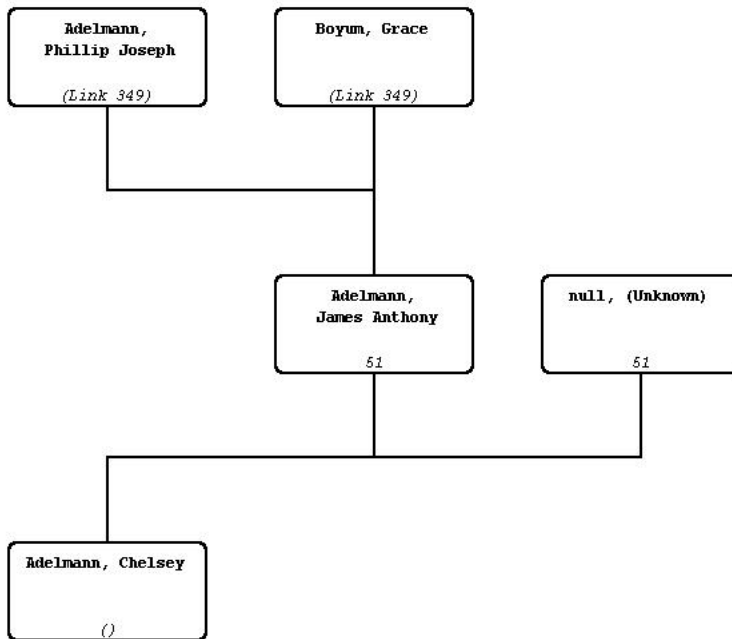 Adelmann,
Phillip Joseph
(Link 349)
Boyum, Grace
(Link 349)
Adelmann,
James Anthony
51
null, (Unknown)
51
Adelmann, Chelsey
()